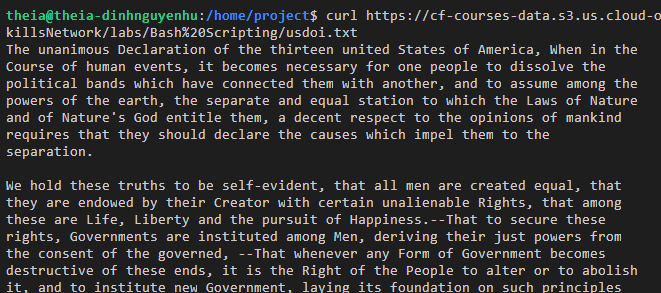 theia@theia-dinhnguyenhu:/home/project$ curl https://cf-courses-data.s3.us.cloud-o
killsNetwork/labs/Bash%20Scripting/usdoi.txt
The unanimous Declaration of the thirteen united States of America, When in the
Course of human events, it becomes necessary for one people to dissolve the
political bands which have connected them with another, and to assume among the
powers of the earth, the separate and equal station to which the Laws of Nature
and of Nature's God entitle them, a decent respect to the opinions of mankind
requires that they should declare the causes which impel them to the
separation.
We hold these truths to be self-evident, that all men are created equal, that
they are endowed by their Creator with certain unalienable Rights, that among
these are Life, Liberty and the pursuit of Happiness.--That to secure these
rights, Governments are instituted among Men, deriving their just powers from
the consent of the governed, --That whenever any Form of Government becomes
destructive of these ends, it is the Right of the People to alter or to abolish
it, and to institute new Government, laying its foundation on such principles